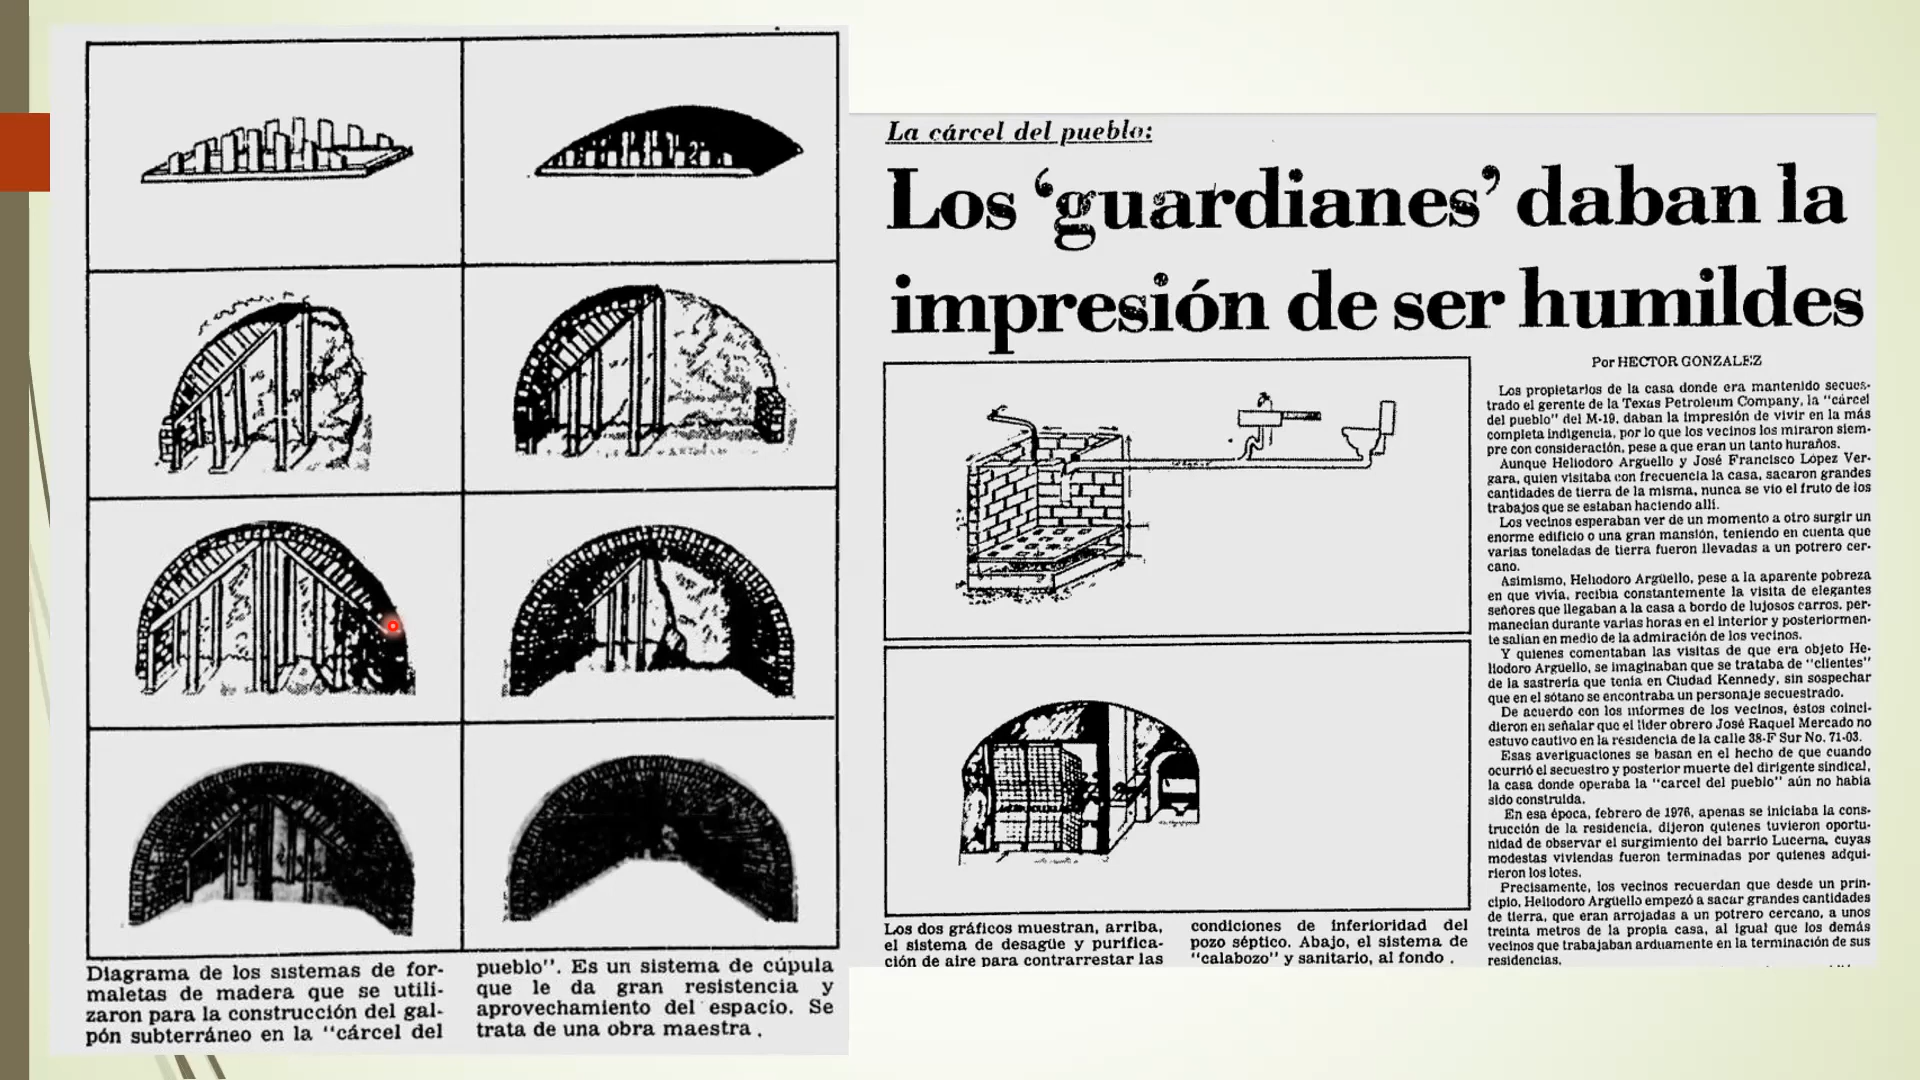 Diagrama de los sistemas de for-
maletas de madera que se utili-
zaron para la construcción del gal-
pón subterráneo en la "cárcel del
pueblo". Es un sistema de cúpula
que le da gran resistencia y
aprovechamiento del espacio. Se
trata de una obra maestra.
La cárcel del pueblo:
Los 'guardianes' daban la
impresión de ser humildes
Los dos gráficos muestran, arriba,
el sistema de desagüe y purifica-
ción de aire para contrarrestar las
condiciones de inferioridad del
pozo séptico. Abajo, el sistema de
"calabozo" y sanitario, al fondo .
Por HECTOR GONZALEZ
Los propietarios de la casa donde era mantenido secues-
trado el gerente de la Texas Petroleum Company, la "cárcel
del pueblo" del M-19, daban la impresión de vivir en la más
completa indigencia, por lo que los vecinos los miraron siem-
pre con consideración, pese a que eran un tanto huraños.
Aunque Heliodoro Argüello y José Francisco López Ver-
gara, quien visitaba con frecuencia la casa, sacaron grandes
cantidades de tierra de la misma, nunca se vio el fruto de los
trabajos que se estaban haciendo allí.
Los vecinos esperaban ver de un momento a otro surgir un
enorme edificio o una gran mansión, teniendo en cuenta que
varias toneladas de tierra fueron llevadas a un potrero cer-
cano.
Asimismo, Heliodoro Argüello, pese a la aparente pobreza
en que vivía, recibía constantemente la visita de elegantes
señores que llegaban a la casa a bordo de lujosos carros, per-
manecían durante varias horas en el interior y posteriormen-
te salían en medio de la admiración de los vecinos.
Y quienes comentaban las visitas de que era objeto He-
liodoro Argüello, se imaginaban que se trataba de "clientes"
de la sastrería que tenía en Ciudad Kennedy, sin sospechar
que en el sótano se encontraba un personaje secuestrado.
De acuerdo con los informes de los vecinos, éstos coinci-
dieron en señalar que el líder obrero José Raquel Mercado no
estuvo cautivo en la residencia de la calle 38-F Sur No. 71-03.
Esas averiguaciones se basan en el hecho de que cuando
ocurrió el secuestro y posterior muerte del dirigente sindical,
la casa donde operaba la "carcel del pueblo" aún no había
sido construida.
En esa época, febrero de 1976, apenas se iniciaba la cons-
trucción de la residencia, dijeron quienes tuvieron oportu-
nidad de observar el surgimiento del barrio Lucerna, cuyas
modestas viviendas fueron terminadas por quienes adqui-
rieron los lotes.
Precisamente, los vecinos recuerdan que desde un prin-
cipio, Heliodoro Argüello empezó a sacar grandes cantidades
de tierra, que eran arrojadas a un potrero cercano, a unos
treinta metros de la propia casa, al igual que los demás
vecinos que trabajaban arduamente en la terminación de sus
residencias.